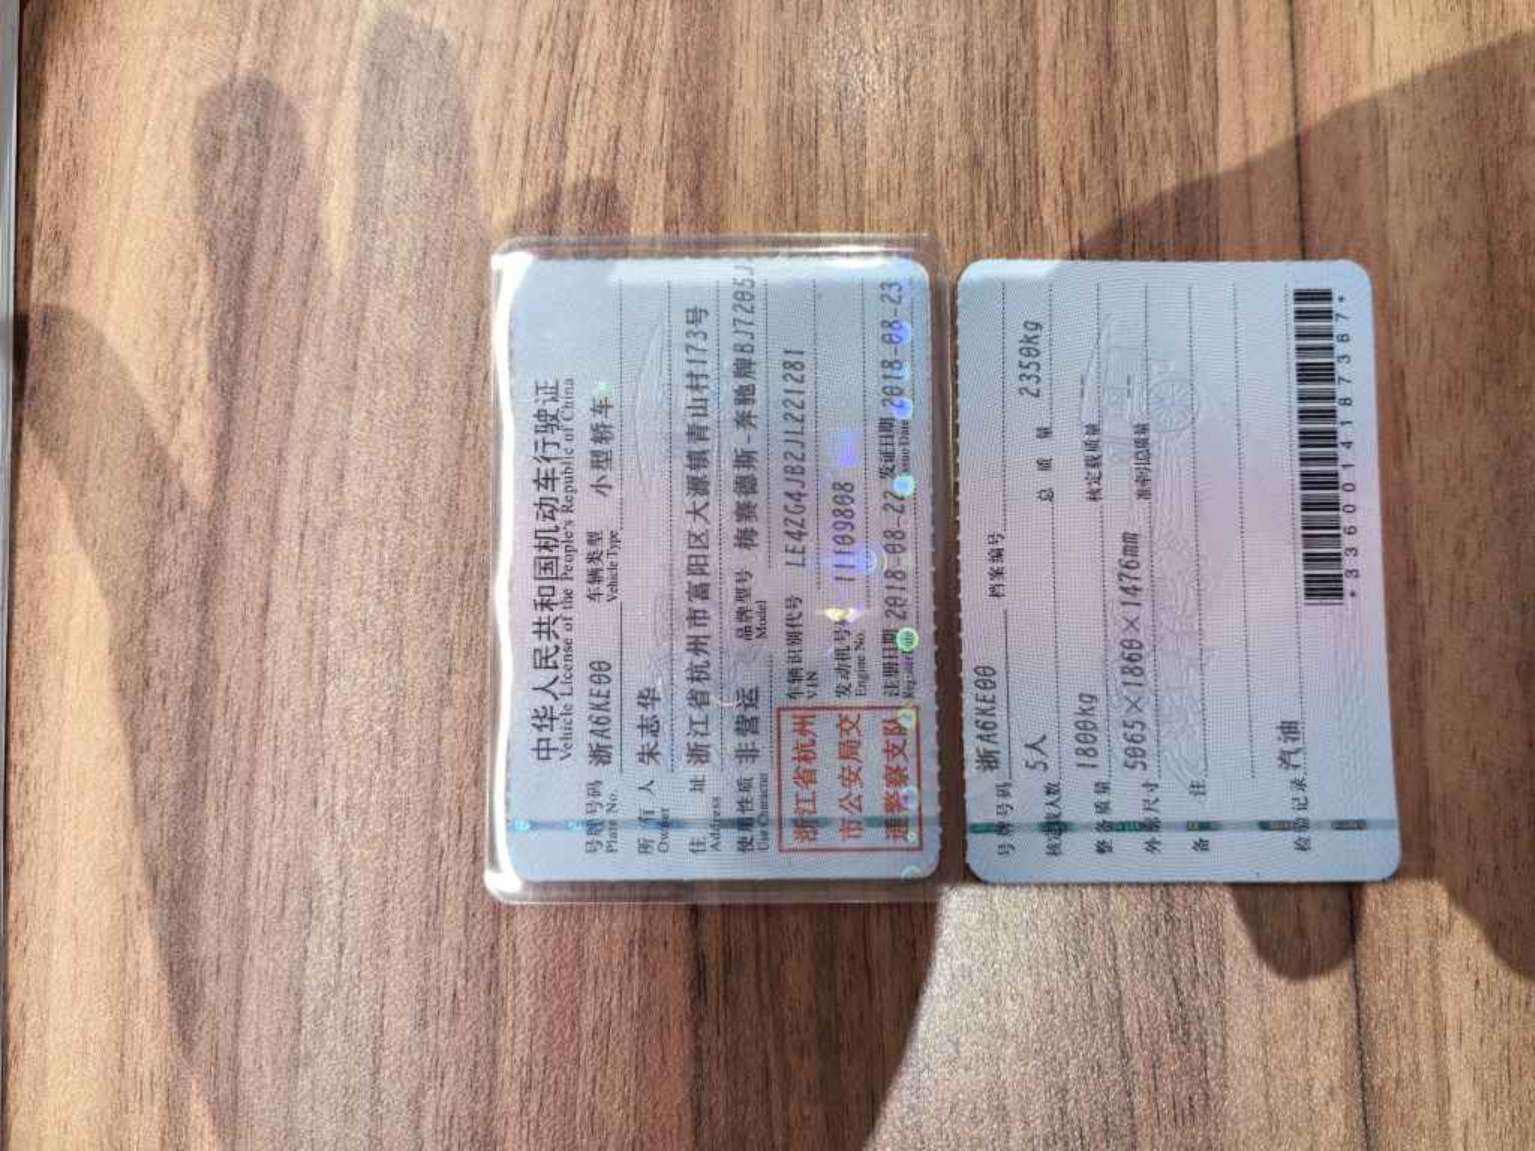 中华人民共和国机动车行驶证
Vehicle License of the People's Republic of China
号牌号码 浙A6KE00 车辆类型 小型轿车
Plate No. Vehicle Type
所有人 朱志华
Owner
住址 浙江省杭州市富阳区大源镇青山村173号
Address
使用性质 非营运 品牌型号 梅赛德斯-奔驰牌BJ7205J
Use Character Model
浙江省杭州
市公安局交
通警察支队
车辆识别代号 LE4ZG4JB2JL221281
VIN
发动机号码 11109808
Engine No.
注册日期 2018-08-22 发证日期 2018-08-23
Register Date Issue Date
号牌号码 浙A6KE00 档案编号
核定载人数 5人 总质量 2350kg
整备质量 1800kg 核定载质量 --
外廓尺寸 5065×1860×1476mm 准牵引总质量 --
备注
检验记录 汽油
*3360014187367*